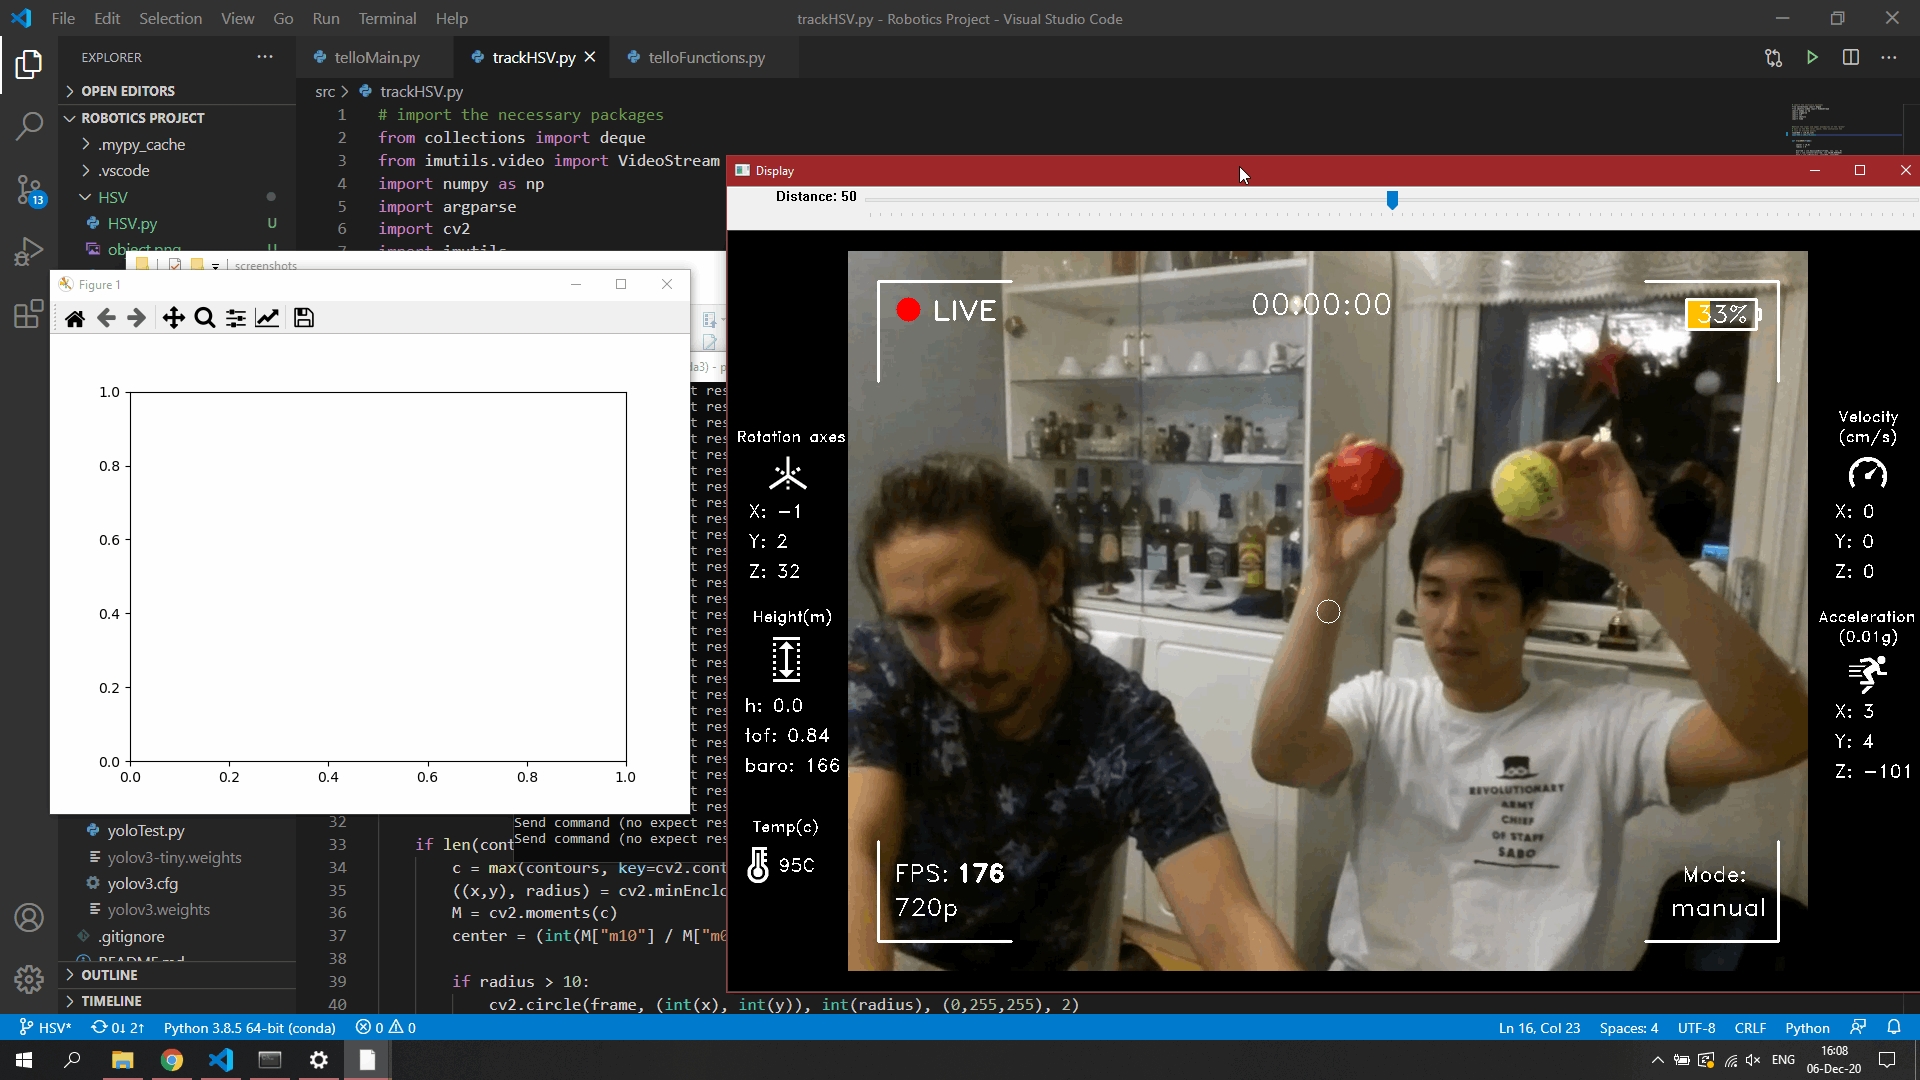 File Edit Selection View Go Run Terminal Help
trackHSV.py - Robotics Project - Visual Studio Code
EXPLORER
telloMain.py
trackHSV.py
telloFunctions.py
OPEN EDITORS
src > trackHSV.py
ROBOTICS PROJECT
.mypy_cache
.vscode
HSV
HSV.py U
object.png U
13
1 # import the necessary packages
2 from collections import deque
3 from imutils.video import VideoStream
4 import numpy as np
5 import argparse
6 import cv2
7 import imutils
screenshots
Figure 1
1.0
0.8
0.6
0.4
0.2
0.0
0.0 0.2 0.4 0.6 0.8 1.0
Display
Distance: 50
LIVE
00:00:00
33%
Rotation axes
X: -1
Y: 2
Z: 32
Height(m)
h: 0.0
tof: 0.84
baro: 166
Temp(c)
95C
FPS: 176
720p
Velocity
(cm/s)
X: 0
Y: 0
Z: 0
Acceleration
(0.01g)
X: 3
Y: 4
Z: -101
Mode:
manual
REVOLUTIONARY
ARMY
CHIEF
OF STAFF
SABO
Send command (no expect res
Send command (no expect res
yoloTest.py
yolov3-tiny.weights
yolov3.cfg
yolov3.weights
.gitignore
README.md
OUTLINE
TIMELINE
32
33 if len(cont
34 c = max(contours, key=cv2.cont
35 ((x,y), radius) = cv2.minEnclo
36 M = cv2.moments(c)
37 center = (int(M["m10"] / M["m0
38
39 if radius > 10:
40 cv2.circle(frame, (int(x), int(y)), int(radius), (0,255,255), 2)
HSV* 0↓ 2↑ Python 3.8.5 64-bit (conda) 0 0
Ln 16, Col 23 Spaces: 4 UTF-8 CRLF Python
ENG
16:08
06-Dec-20